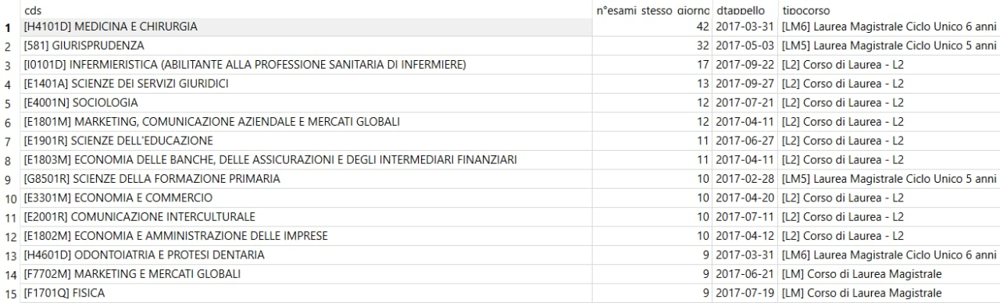 cds n°esami_stesso_giorno dtappello tipocorso
1 [H4101D] MEDICINA E CHIRURGIA 42 2017-03-31 [LM6] Laurea Magistrale Ciclo Unico 6 anni
2 [581] GIURISPRUDENZA 32 2017-05-03 [LM5] Laurea Magistrale Ciclo Unico 5 anni
3 [I0101D] INFERMIERISTICA (ABILITANTE ALLA PROFESSIONE SANITARIA DI INFERMIERE) 17 2017-09-22 [L2] Corso di Laurea - L2
4 [E1401A] SCIENZE DEI SERVIZI GIURIDICI 13 2017-09-27 [L2] Corso di Laurea - L2
5 [E4001N] SOCIOLOGIA 12 2017-07-21 [L2] Corso di Laurea - L2
6 [E1801M] MARKETING, COMUNICAZIONE AZIENDALE E MERCATI GLOBALI 12 2017-04-11 [L2] Corso di Laurea - L2
7 [E1901R] SCIENZE DELL'EDUCAZIONE 11 2017-06-27 [L2] Corso di Laurea - L2
8 [E1803M] ECONOMIA DELLE BANCHE, DELLE ASSICURAZIONI E DEGLI INTERMEDIARI FINANZIARI 11 2017-04-11 [L2] Corso di Laurea - L2
9 [G8501R] SCIENZE DELLA FORMAZIONE PRIMARIA 10 2017-02-28 [LM5] Laurea Magistrale Ciclo Unico 5 anni
10 [E3301M] ECONOMIA E COMMERCIO 10 2017-04-20 [L2] Corso di Laurea - L2
11 [E2001R] COMUNICAZIONE INTERCULTURALE 10 2017-07-11 [L2] Corso di Laurea - L2
12 [E1802M] ECONOMIA E AMMINISTRAZIONE DELLE IMPRESE 10 2017-04-12 [L2] Corso di Laurea - L2
13 [H4601D] ODONTOIATRIA E PROTESI DENTARIA 9 2017-03-31 [LM6] Laurea Magistrale Ciclo Unico 6 anni
14 [F7702M] MARKETING E MERCATI GLOBALI 9 2017-06-21 [LM] Corso di Laurea Magistrale
15 [F1701Q] FISICA 9 2017-07-19 [LM] Corso di Laurea Magistrale